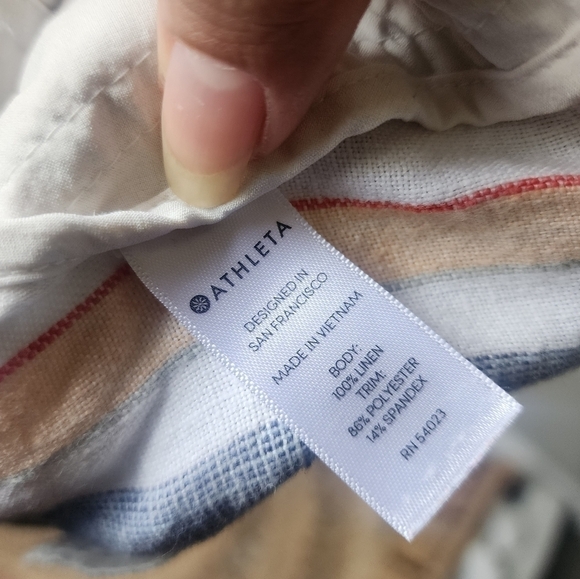 ATHLETA
DESIGNED IN
SAN FRANCISCO
MADE IN VIETNAM
BODY:
100% LINEN
TRIM:
86% POLYESTER
14% SPANDEX
RN 54023